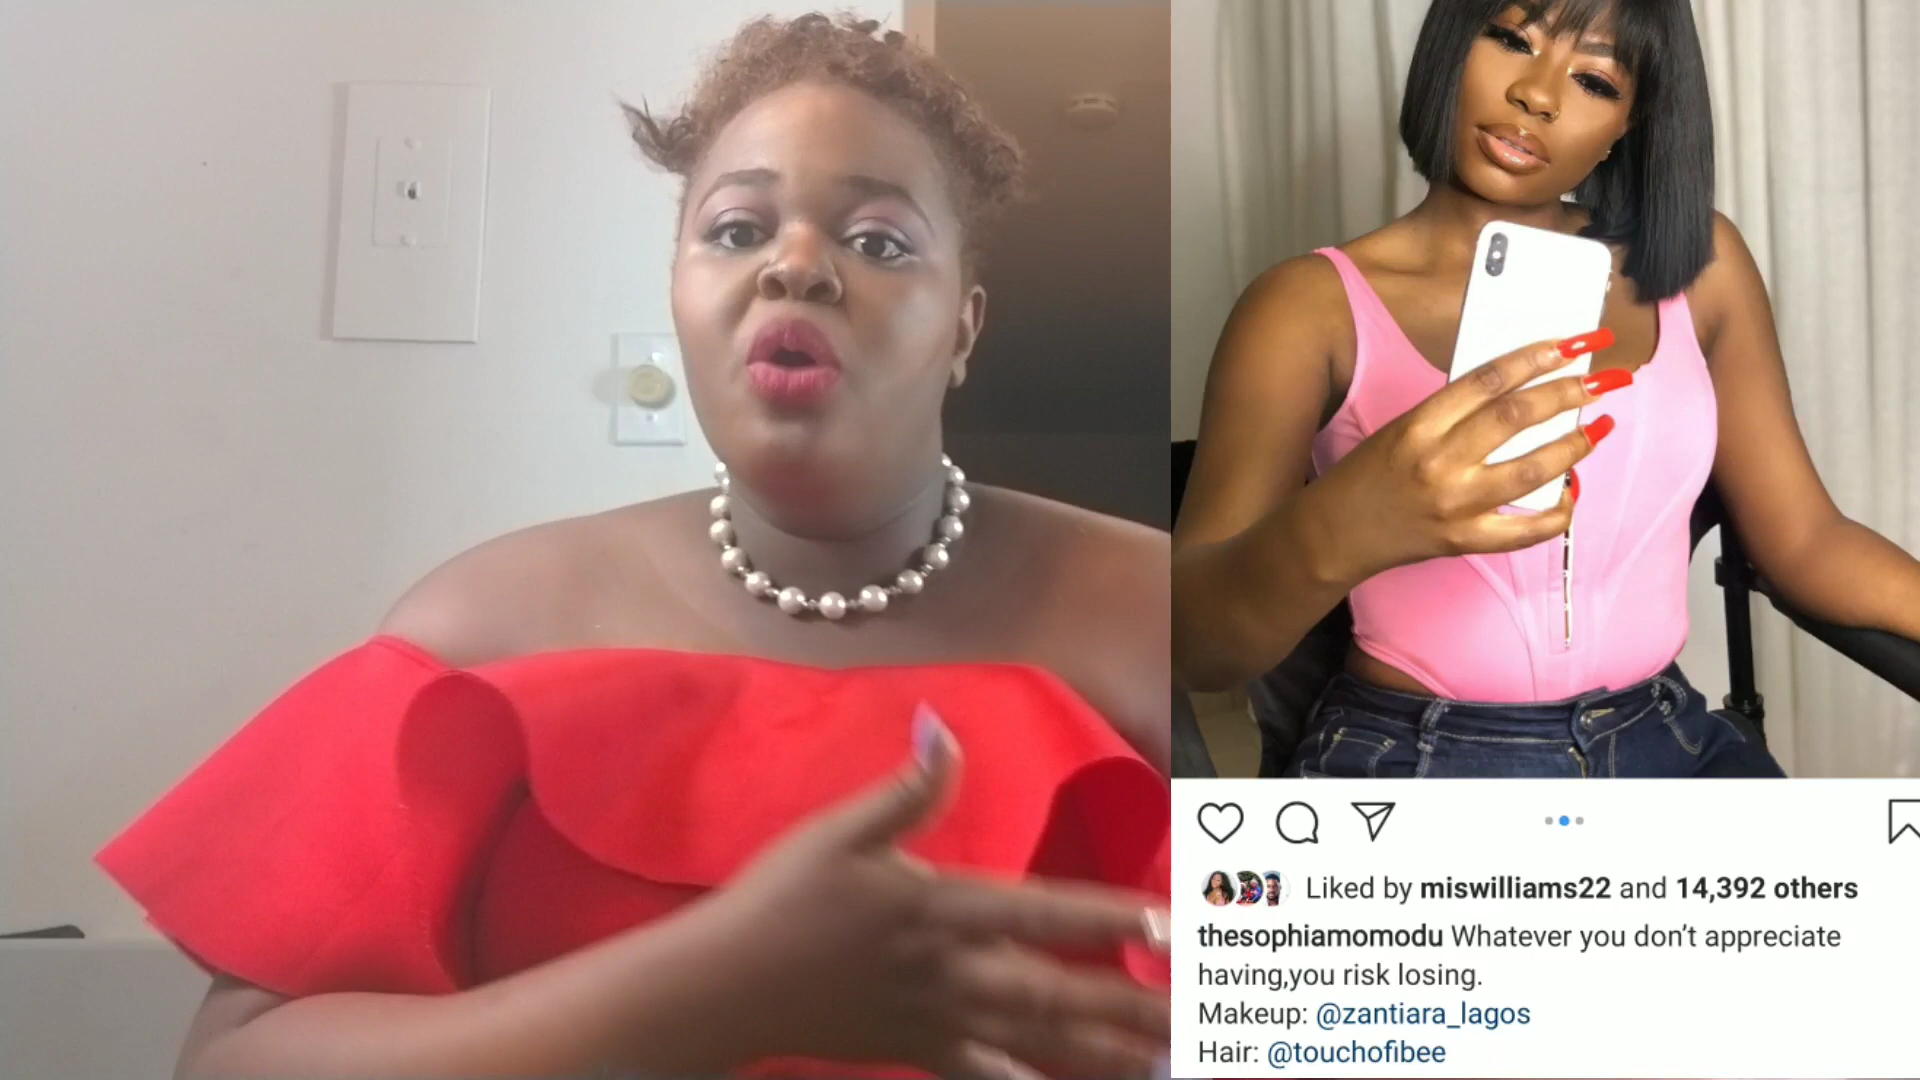 Liked by miswilliams22 and 14,392 others
thesophiamomodu Whatever you don't appreciate
having,you risk losing.
Makeup: @zantiara_lagos
Hair: @touchofibee